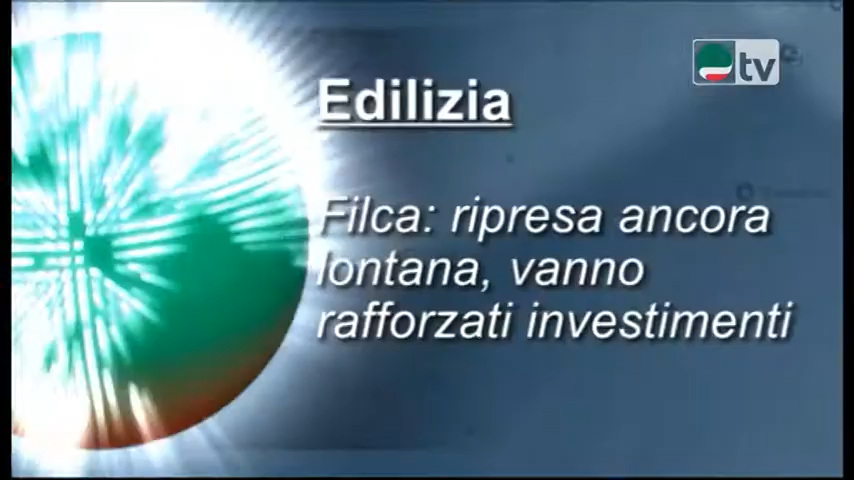 tv
Edilizia
Filca: ripresa ancora
lontana, vanno
rafforzati investimenti